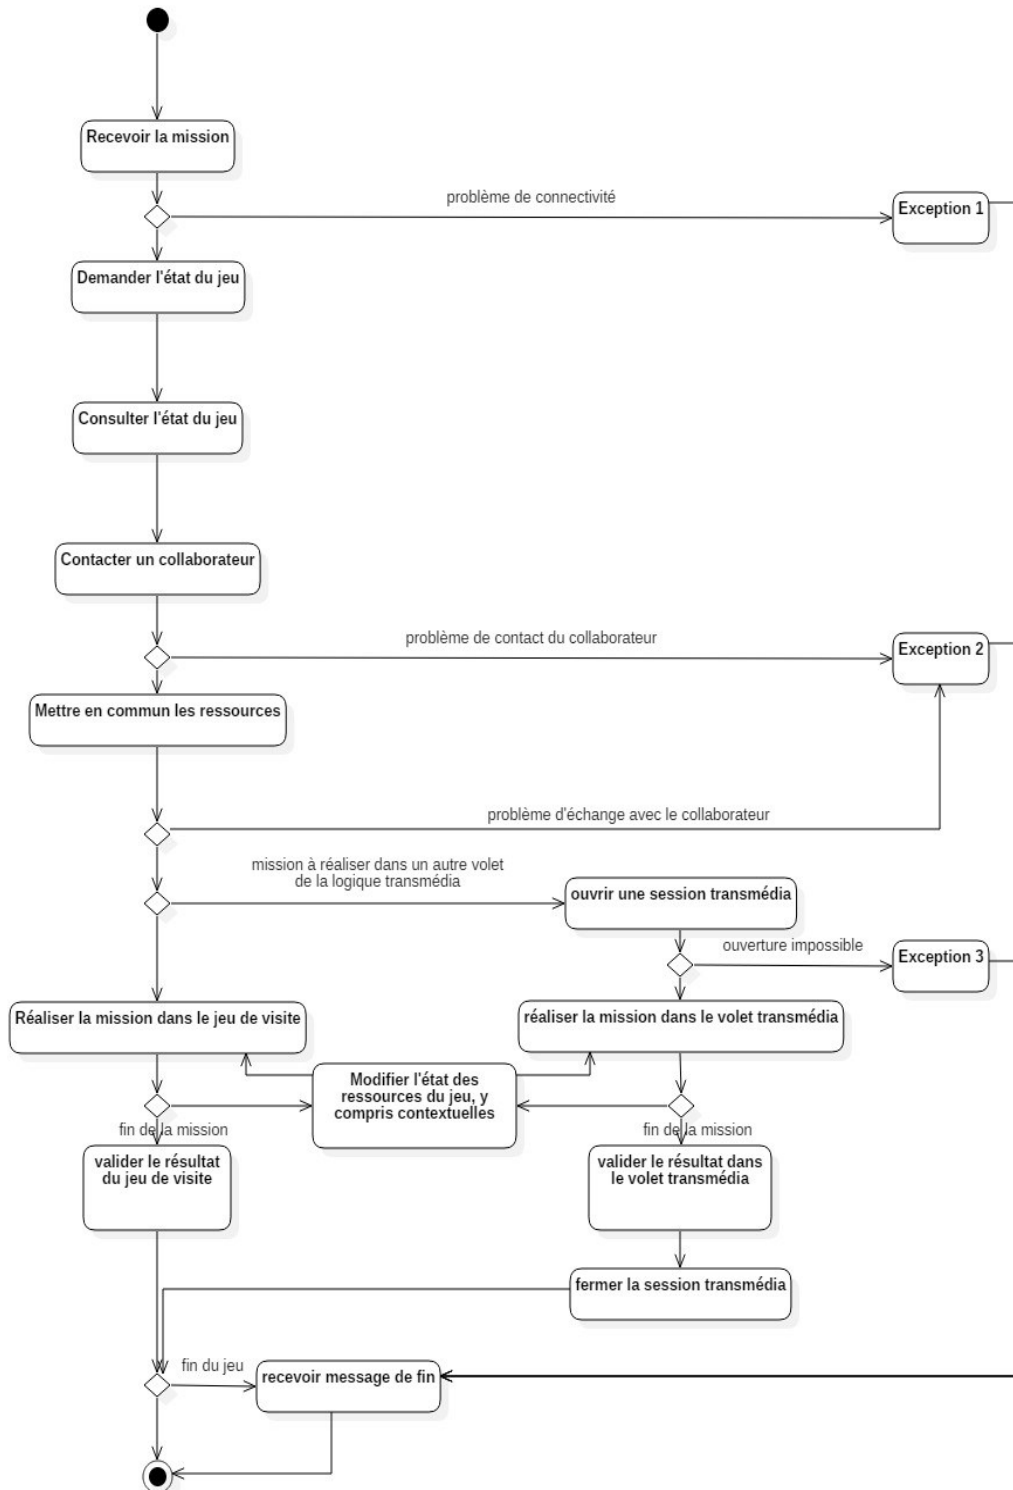 Recevoir la mission
problème de connectivité
Exception 1
Demander l'état du jeu
Consulter l'état du jeu
Contacter un collaborateur
problème de contact du collaborateur
Exception 2
Mettre en commun les ressources
problème d'échange avec le collaborateur
mission à réaliser dans un autre volet
de la logique transmédia
ouvrir une session transmédia
ouverture impossible
Exception 3
Réaliser la mission dans le jeu de visite
réaliser la mission dans le volet transmédia
Modifier l'état des
ressources du jeu, y
compris contextuelles
fin de la mission
fin de la mission
valider le résultat
du jeu de visite
valider le résultat dans
le volet transmédia
fermer la session transmédia
fin du jeu
recevoir message de fin